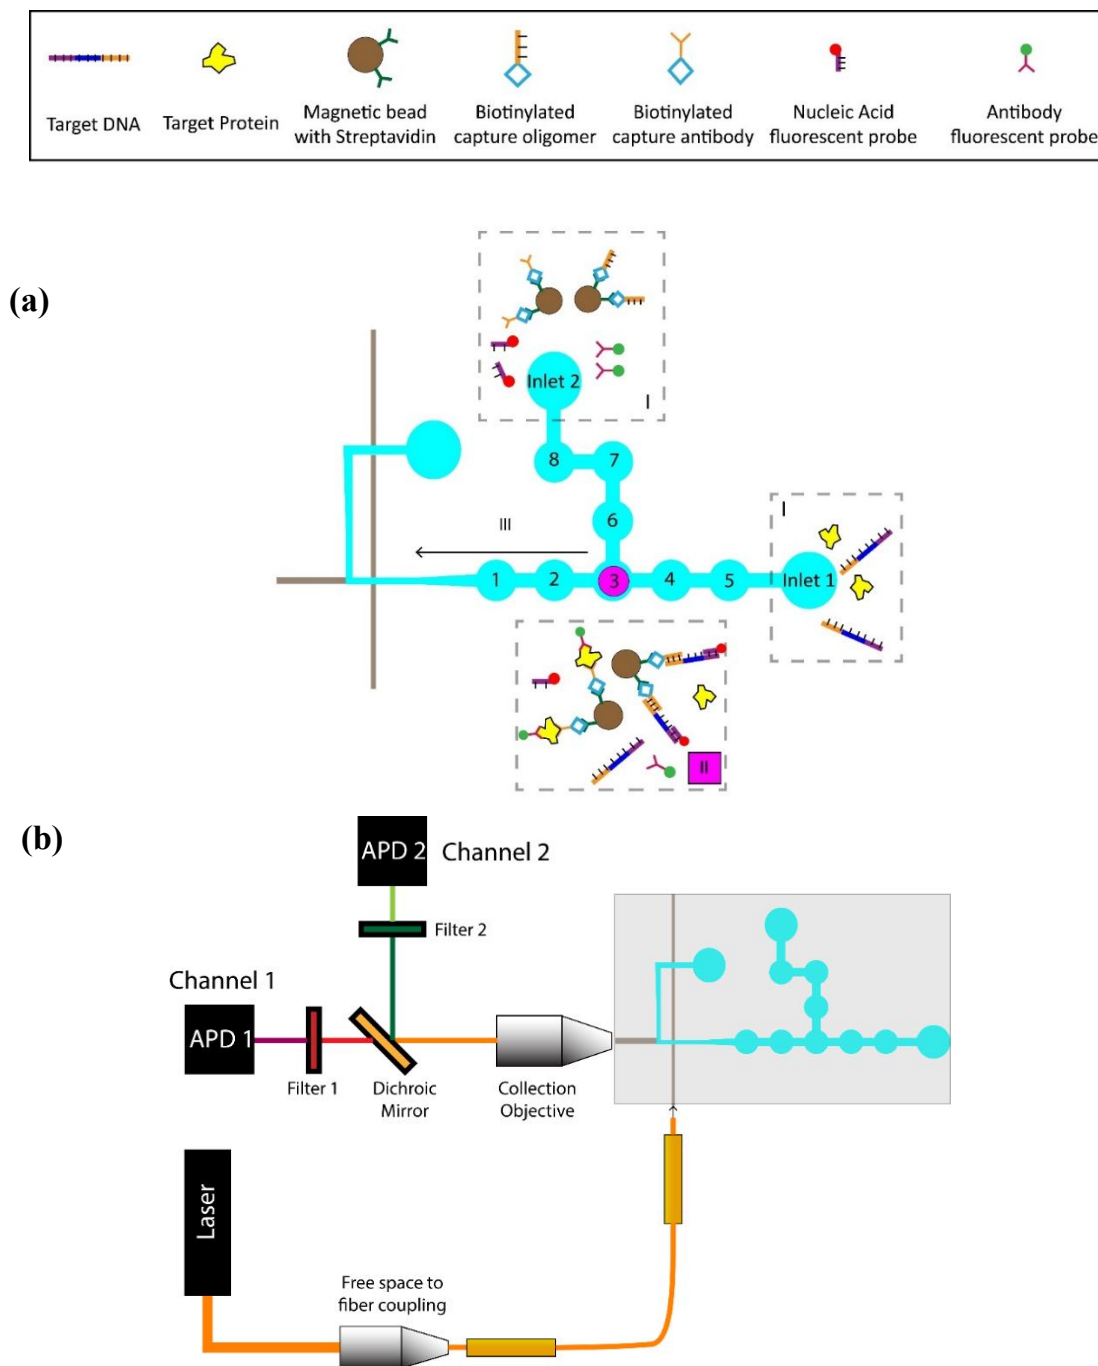 Target DNA
Target Protein
Magnetic bead
with Streptavidin
Biotinylated
capture oligomer
Biotinylated
capture antibody
Nucleic Acid
fluorescent probe
Antibody
fluorescent probe
(a)
Inlet 2
I
8
7
6
III
1
2
3
4
5
Inlet 1
I
II
(b)
APD 2
Channel 2
Filter 2
Channel 1
APD 1
Filter 1
Dichroic
Mirror
Collection
Objective
Laser
Free space to
fiber coupling